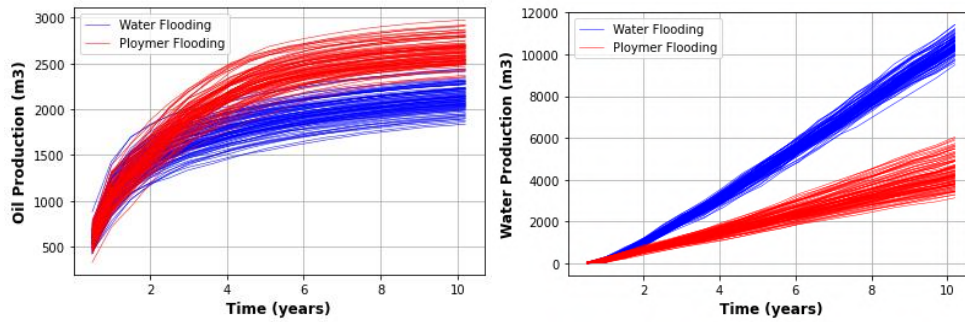 3000
2500
2000
1500
1000
500
Oil Production (m3)
Water Flooding
Ploymer Flooding
2
4
6
8
10
Time (years)
12000
10000
8000
6000
4000
2000
0
Water Production (m3)
Water Flooding
Ploymer Flooding
2
4
6
8
10
Time (years)